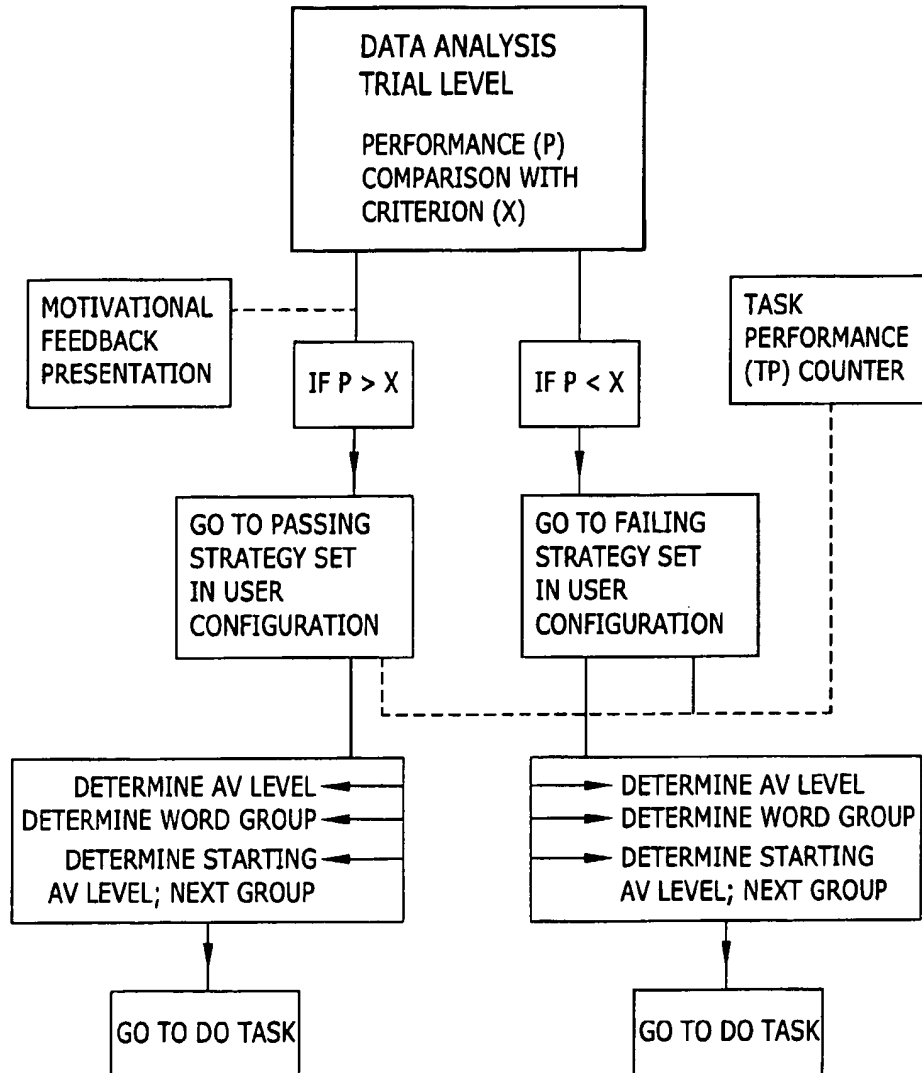 DATA ANALYSIS
TRIAL LEVEL
PERFORMANCE (P)
COMPARISON WITH
CRITERION (X)
MOTIVATIONAL
FEEDBACK
PRESENTATION
IF P > X
IF P < X
TASK
PERFORMANCE
(TP) COUNTER
GO TO PASSING
STRATEGY SET
IN USER
CONFIGURATION
GO TO FAILING
STRATEGY SET
IN USER
CONFIGURATION
DETERMINE AV LEVEL
DETERMINE WORD GROUP
DETERMINE STARTING
AV LEVEL; NEXT GROUP
DETERMINE AV LEVEL
DETERMINE WORD GROUP
DETERMINE STARTING
AV LEVEL; NEXT GROUP
GO TO DO TASK
GO TO DO TASK